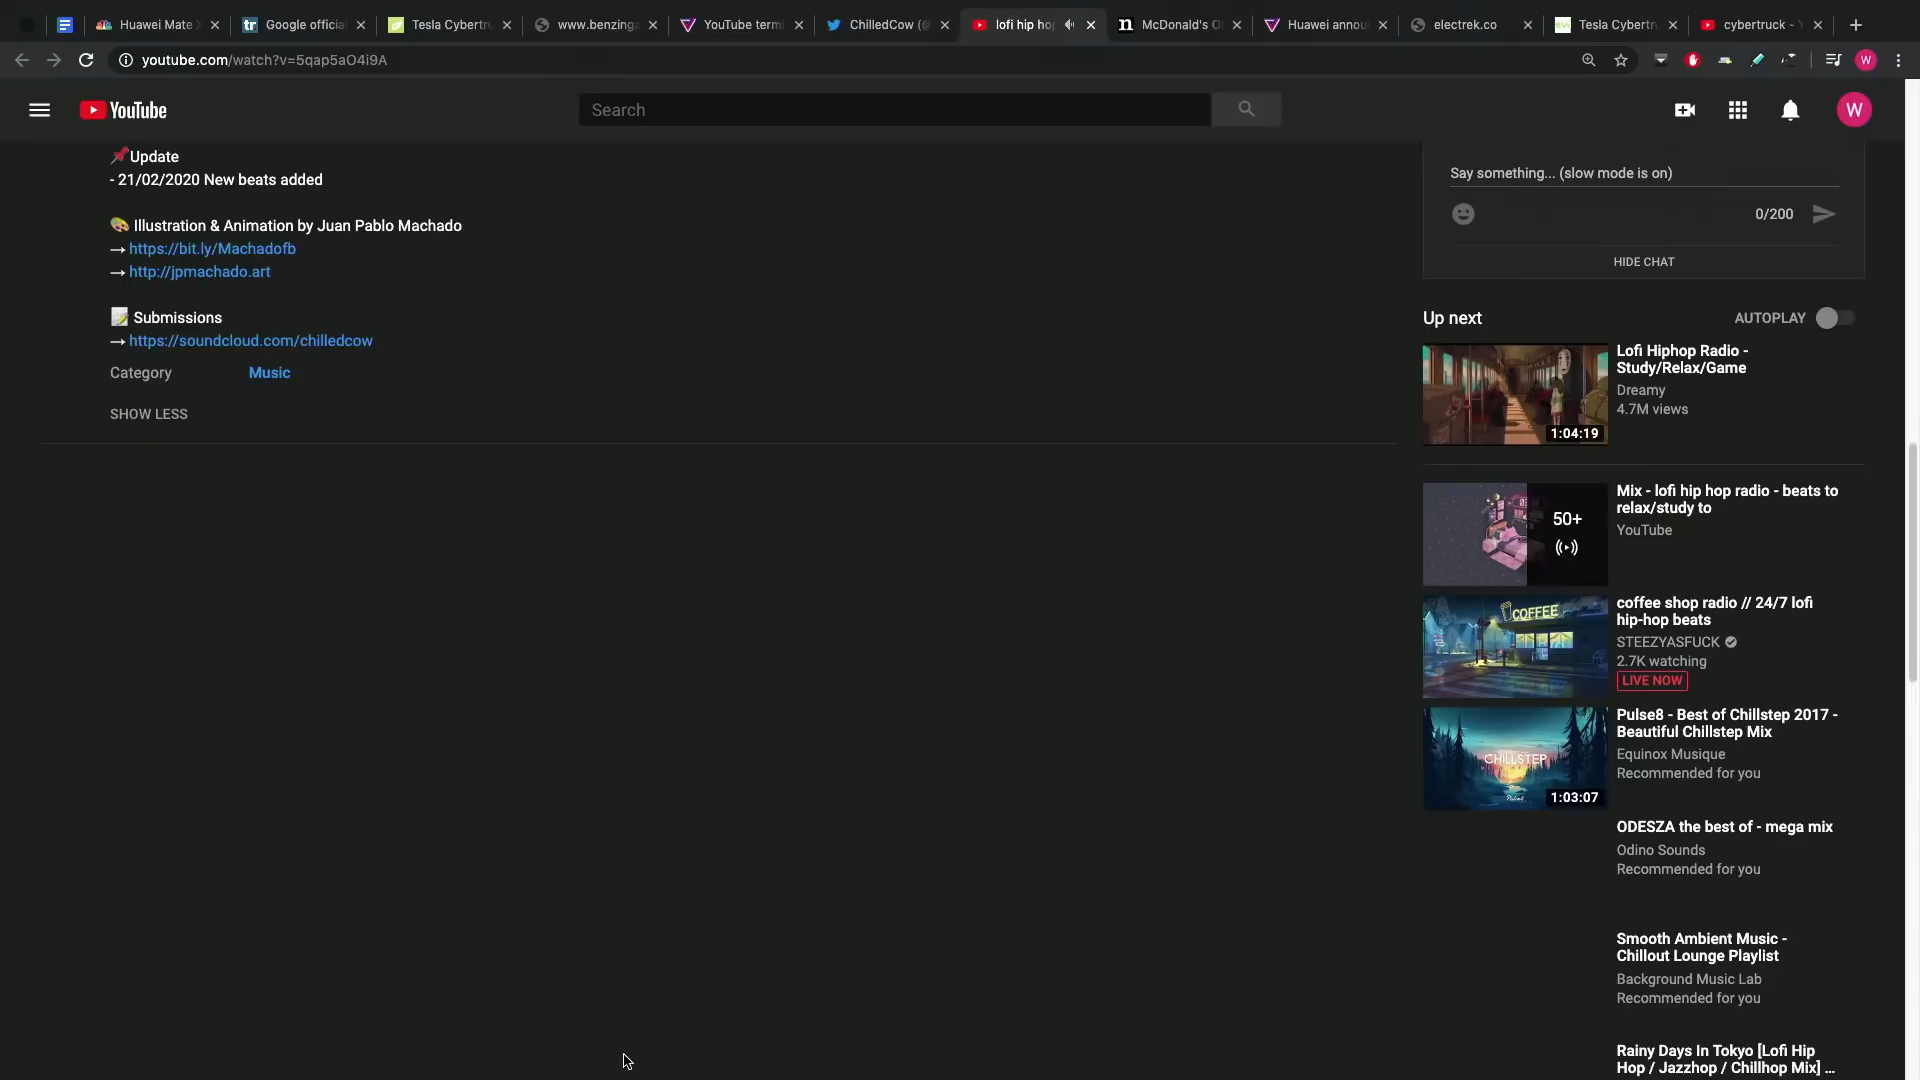 Huawei Mate
Google officia
Tesla Cybertr
www.benzinga
YouTube termi
ChilledCow (@
lofi hip ho
McDonald's O
Huawei annou
electrek.co
Tesla Cybertr
cybertruck - Y
youtube.com/watch?v=5qap5aO4i9A
W
YouTube
Search
W
📌Update
- 21/02/2020 New beats added
🎨 Illustration & Animation by Juan Pablo Machado
→ https://bit.ly/Machadofb
→ http://jpmachado.art
📝 Submissions
→ https://soundcloud.com/chilledcow
Category Music
SHOW LESS
Say something... (slow mode is on)
0/200
HIDE CHAT
Up next
AUTOPLAY
1:04:19
Lofi Hiphop Radio -
Study/Relax/Game
Dreamy
4.7M views
50+
Mix - lofi hip hop radio - beats to
relax/study to
YouTube
COFFEE
coffee shop radio // 24/7 lofi
hip-hop beats
STEEZYASFUCK
2.7K watching
LIVE NOW
CHILLSTEP
1:03:07
Pulse8 - Best of Chillstep 2017 -
Beautiful Chillstep Mix
Equinox Musique
Recommended for you
ODESZA the best of - mega mix
Odino Sounds
Recommended for you
Smooth Ambient Music -
Chillout Lounge Playlist
Background Music Lab
Recommended for you
Rainy Days In Tokyo [Lofi Hip
Hop / Jazzhop / Chillhop Mix] ...